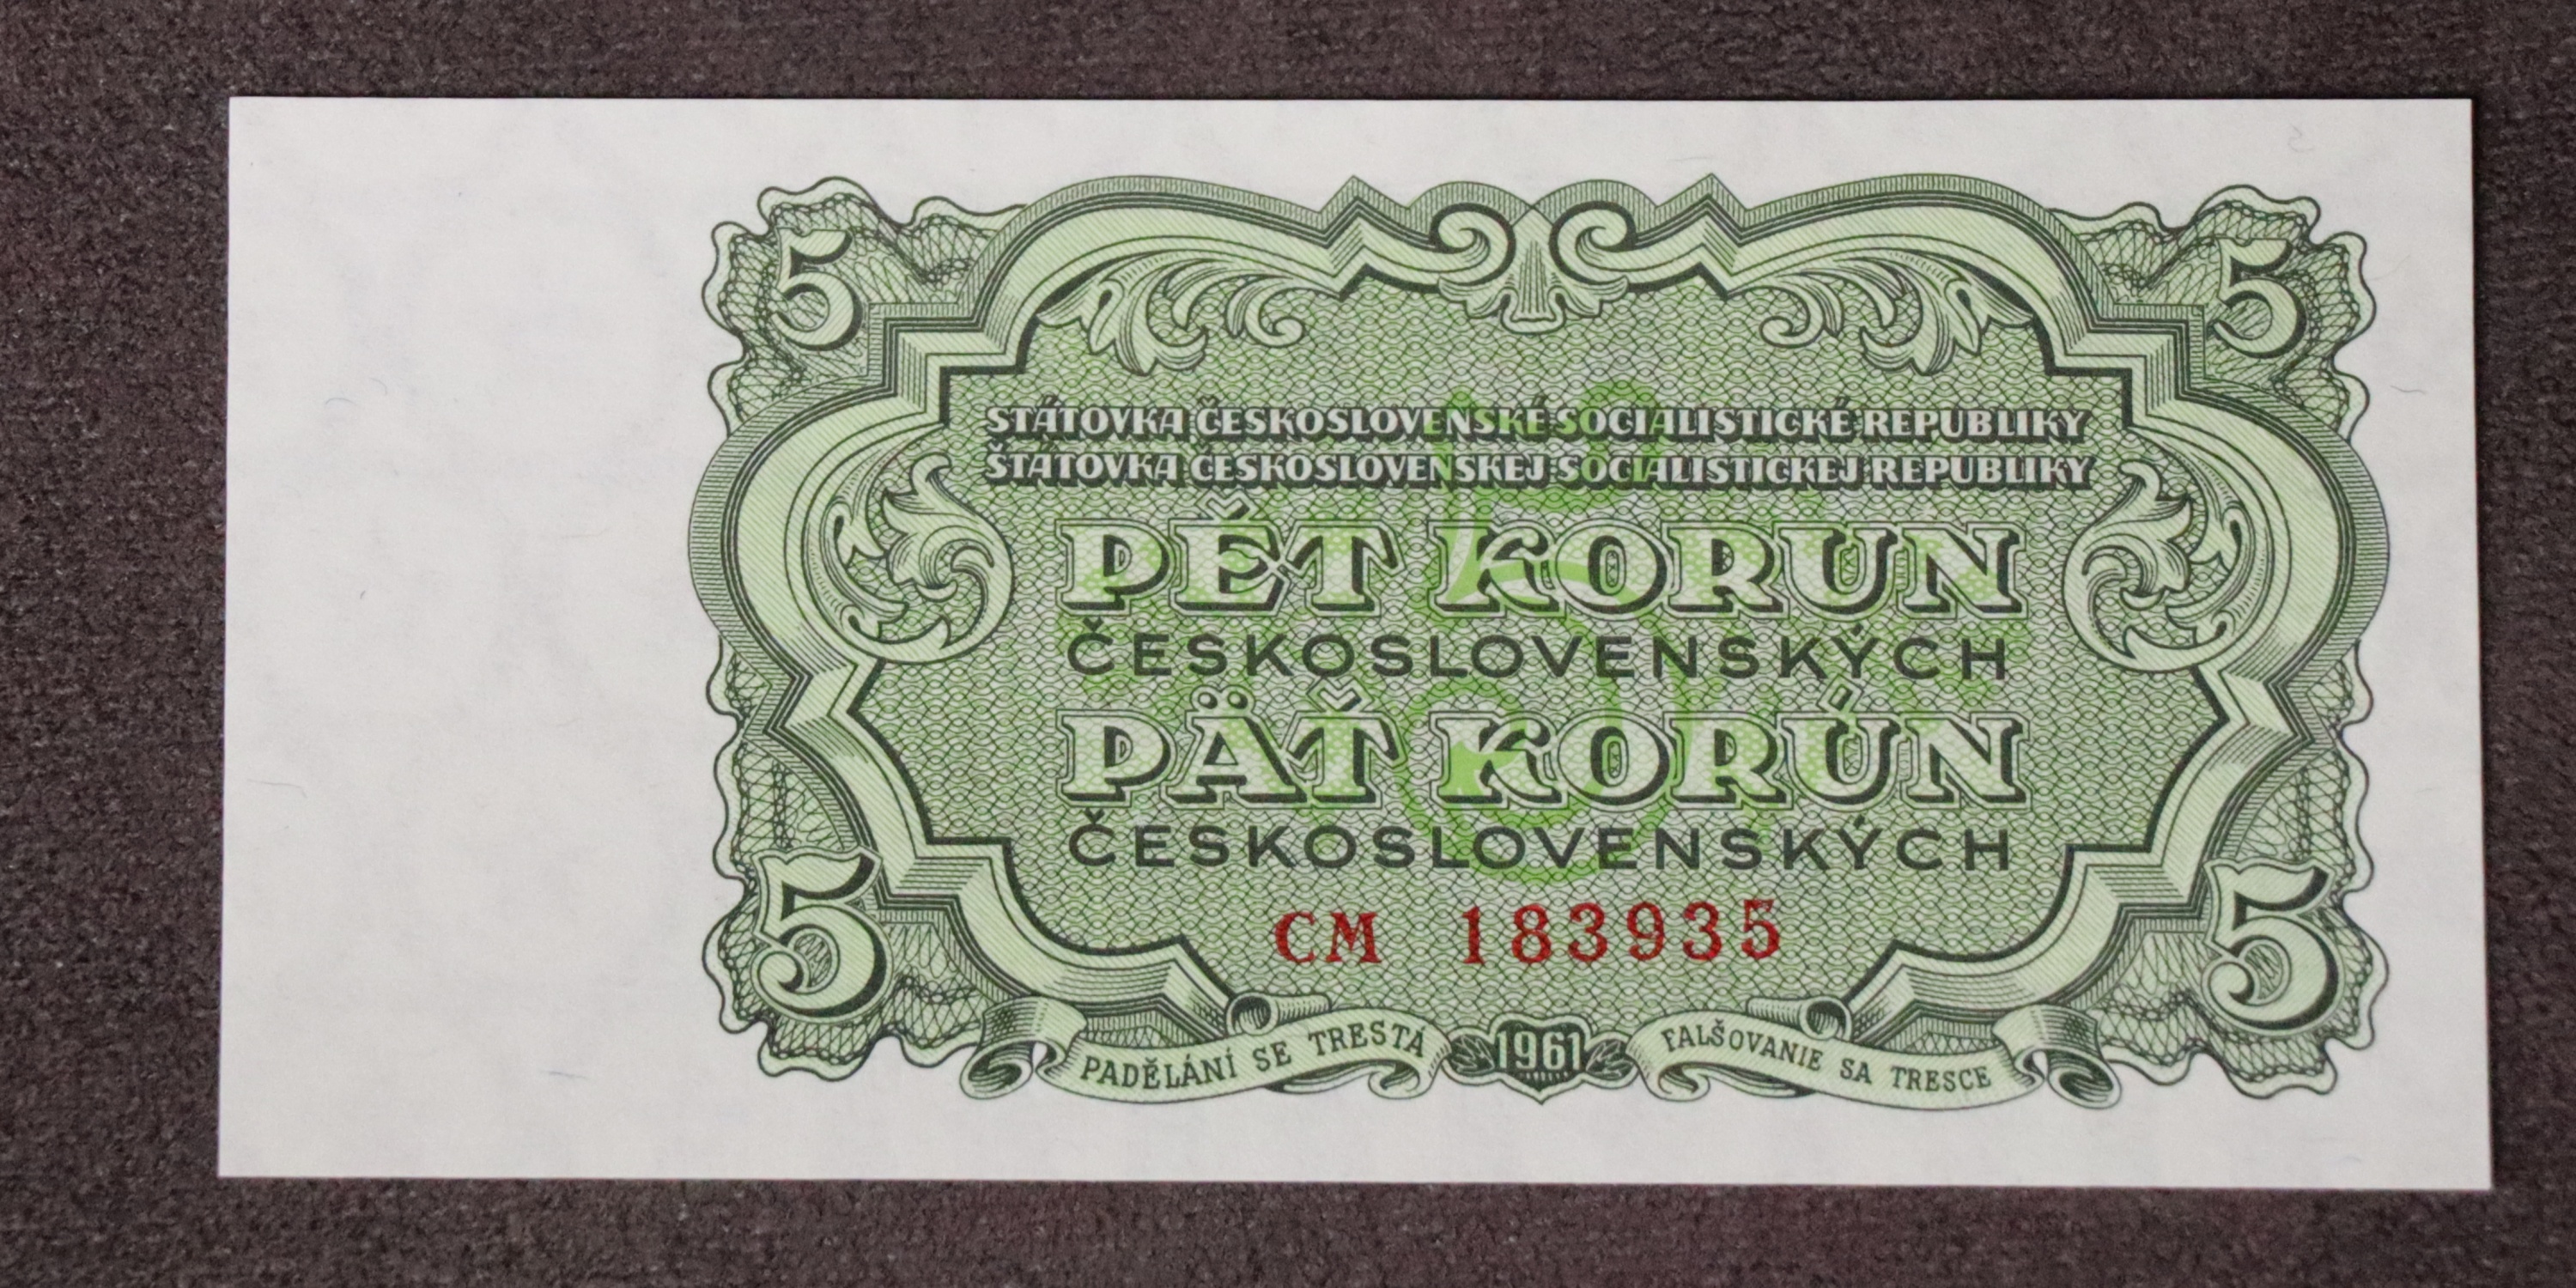 5 5
STÁTOVKA ČESKOSLOVENSKÉ SOCIALISTICKÉ REPUBLIKY
ŠTÁTOVKA ČESKOSLOVENSKEJ SOCIALISTICKEJ REPUBLIKY
PĚT KORUN
ČESKOSLOVENSKÝCH
PÄŤ KORÚN
ČESKOSLOVENSKÝCH
CM 183935
5 5
PADĚLÁNÍ SE TRESTÁ 1961 FALŠOVANIE SA TRESCE